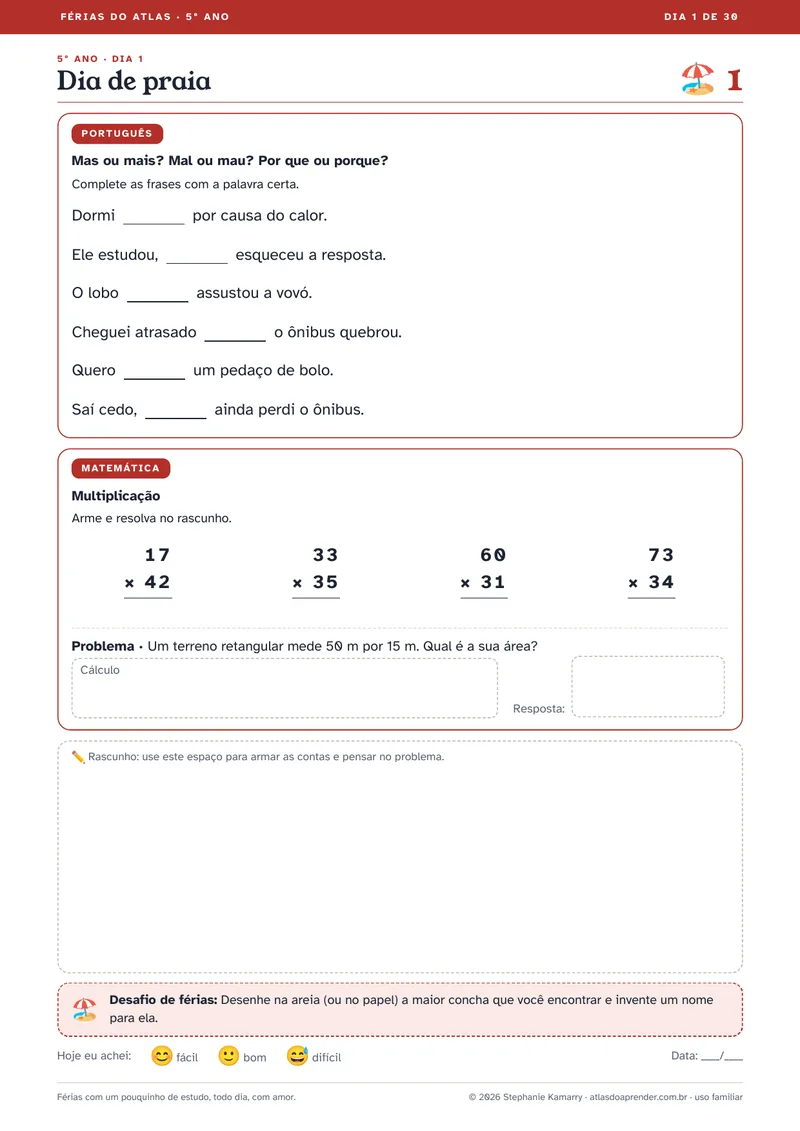 FÉRIAS DO ATLAS · 5º ANO
DIA 1 DE 30
5º ANO · DIA 1
Dia de praia
1
PORTUGUÊS
Mas ou mais? Mal ou mau? Por que ou porque?
Complete as frases com a palavra certa.
Dormi _______ por causa do calor.
Ele estudou, _______ esqueceu a resposta.
O lobo _______ assustou a vovó.
Cheguei atrasado _______ o ônibus quebrou.
Quero _______ um pedaço de bolo.
Saí cedo, _______ ainda perdi o ônibus.
MATEMÁTICA
Multiplicação
Arme e resolva no rascunho.
17 33 60 73
× 42 × 35 × 31 × 34
Problema · Um terreno retangular mede 50 m por 15 m. Qual é a sua área?
Cálculo
Resposta:
✏️ Rascunho: use este espaço para armar as contas e pensar no problema.
Desafio de férias: Desenhe na areia (ou no papel) a maior concha que você encontrar e invente um nome
para ela.
Hoje eu achei: 😊 fácil 🙂 bom 😅 difícil
Data: ___/___
Férias com um pouquinho de estudo, todo dia, com amor.
© 2026 Stephanie Kamarry · atlasdoaprender.com.br · uso familiar